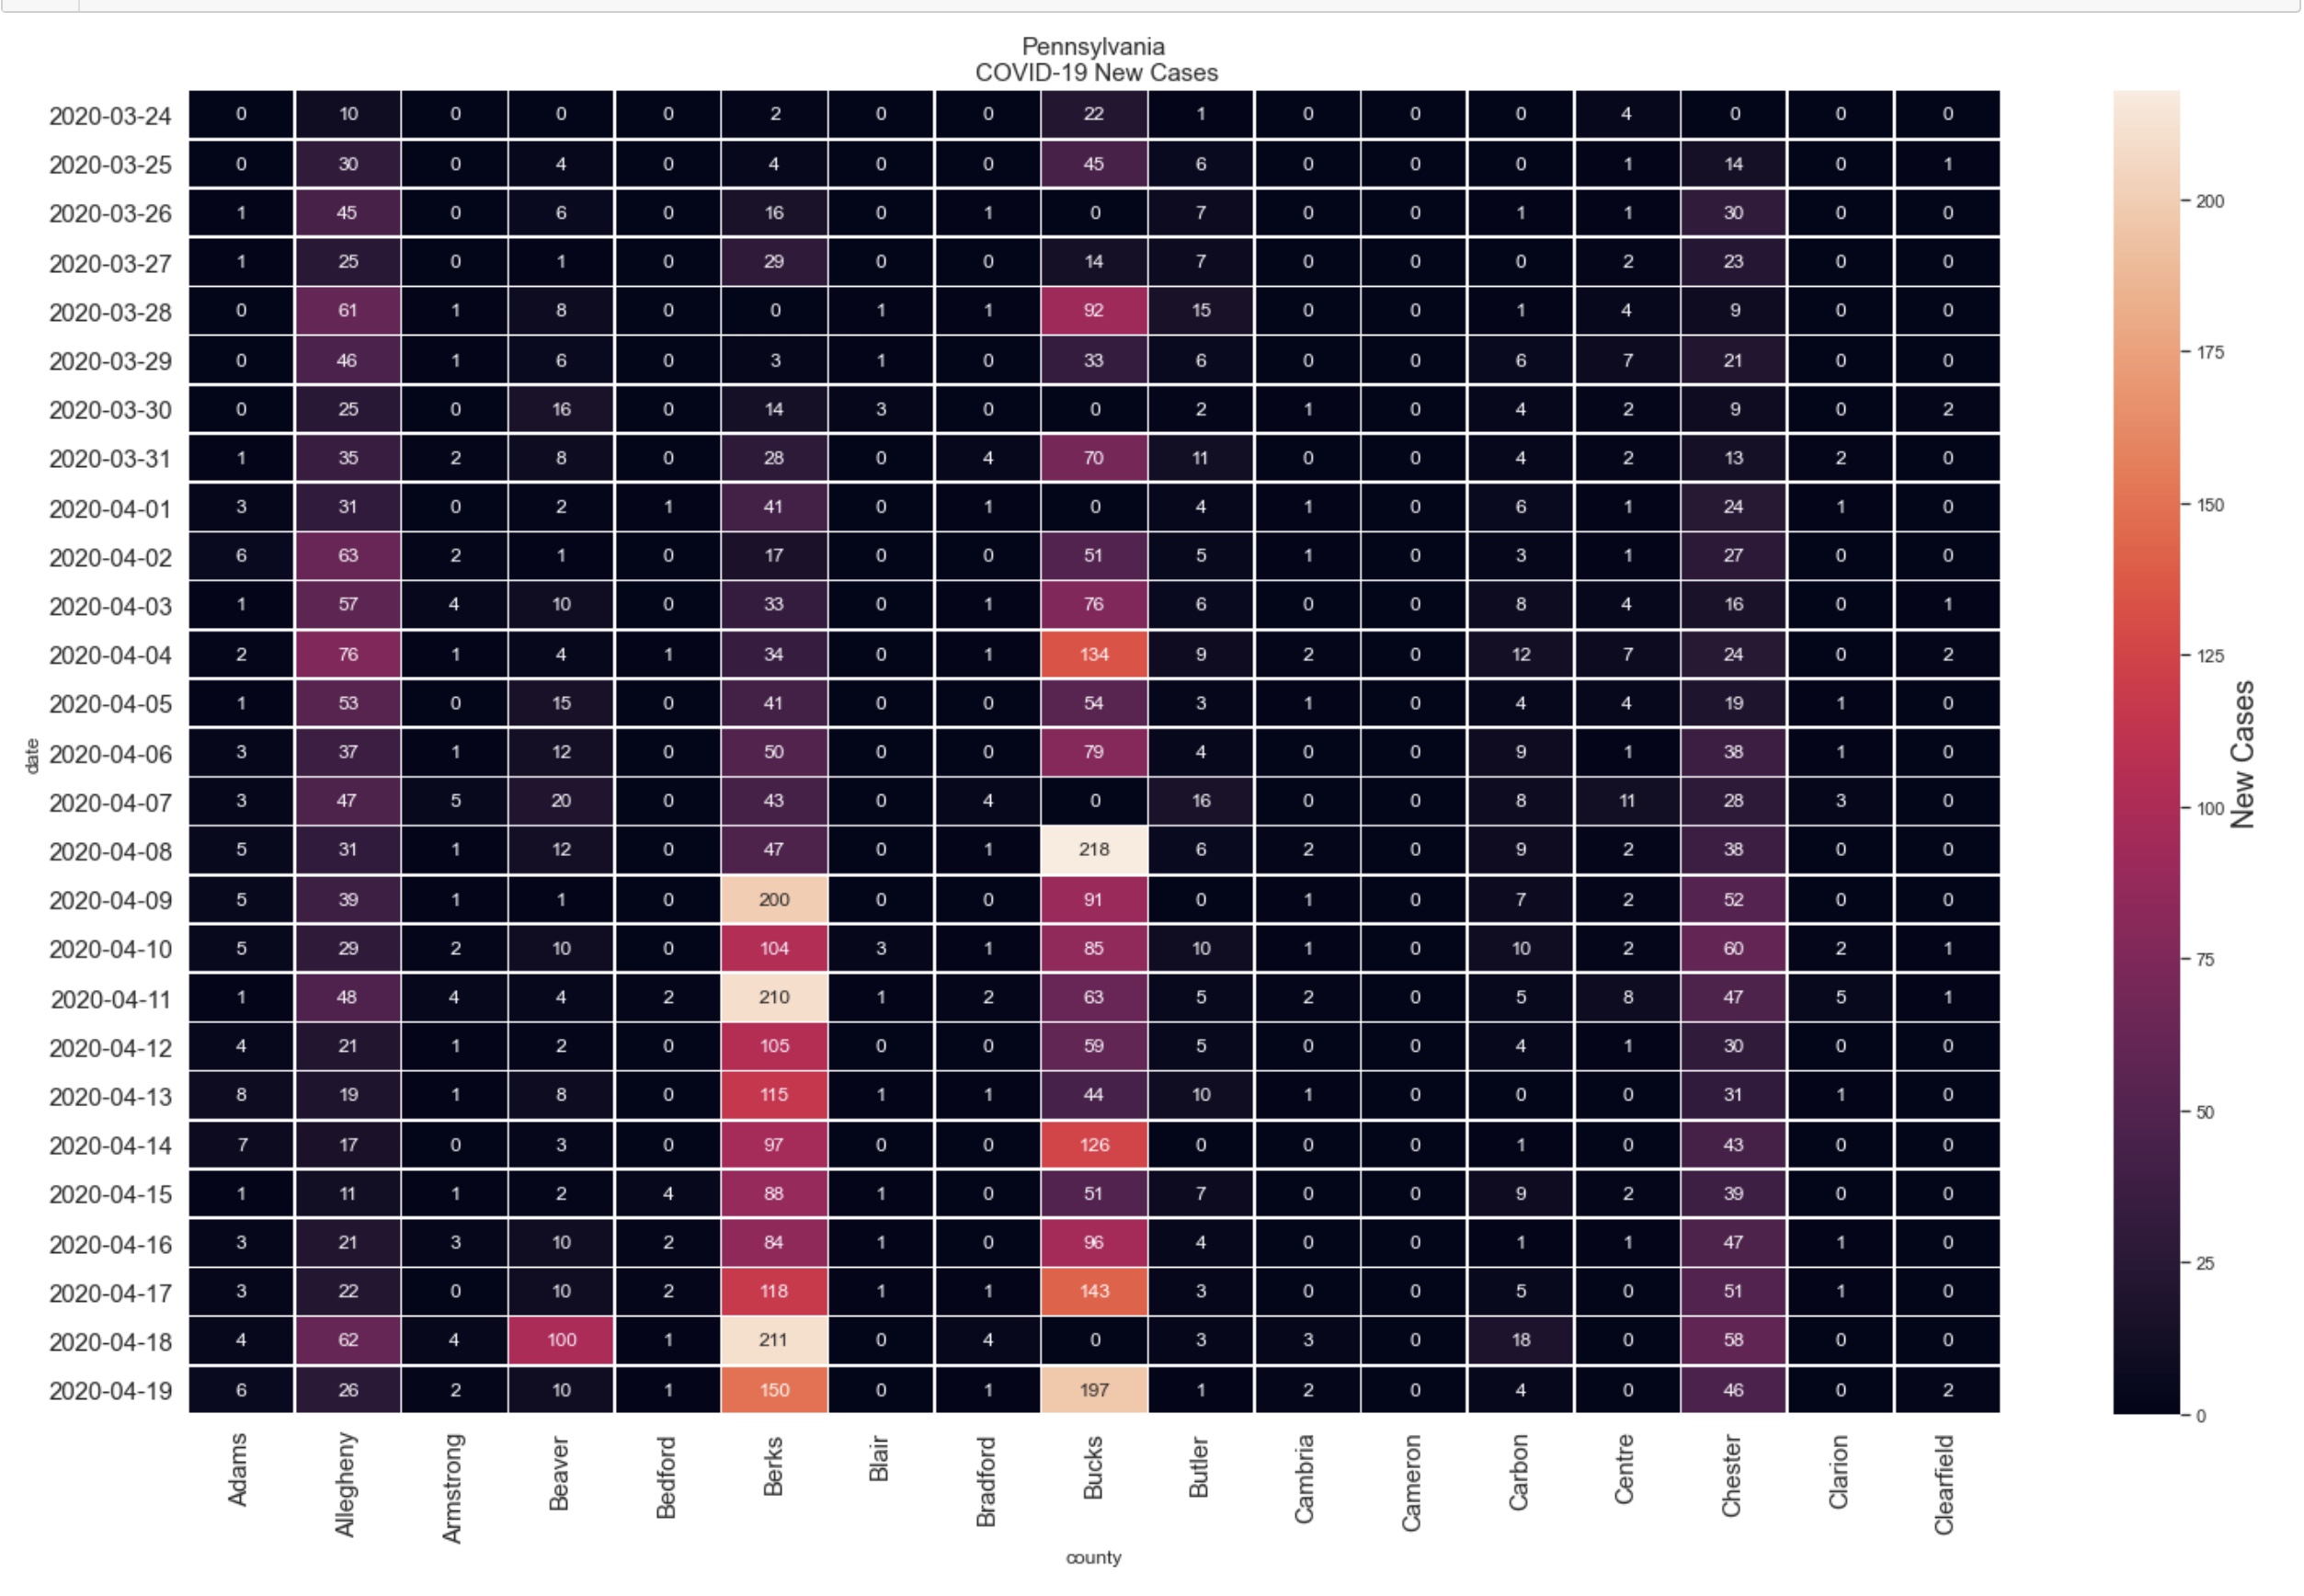 Pennsylvania
COVID-19 New Cases
2020-03-24 0 10 0 0 0 2 0 0 22 1 0 0 0 4 0 0 0
2020-03-25 0 30 0 4 0 4 0 0 45 6 0 0 0 1 14 0 1
2020-03-26 1 45 0 6 0 16 0 1 0 7 0 0 1 1 30 0 0
2020-03-27 1 25 0 1 0 29 0 0 14 7 0 0 0 2 23 0 0
2020-03-28 0 61 1 8 0 0 1 1 92 15 0 0 1 4 9 0 0
2020-03-29 0 46 1 6 0 3 1 0 33 6 0 0 6 7 21 0 0
2020-03-30 0 25 0 16 0 14 3 0 0 2 1 0 4 2 9 0 2
2020-03-31 1 35 2 8 0 28 0 4 70 11 0 0 4 2 13 2 0
2020-04-01 3 31 0 2 1 41 0 1 0 4 1 0 6 1 24 1 0
2020-04-02 6 63 2 1 0 17 0 0 51 5 1 0 3 1 27 0 0
2020-04-03 1 57 4 10 0 33 0 1 76 6 0 0 8 4 16 0 1
2020-04-04 2 76 1 4 1 34 0 1 134 9 2 0 12 7 24 0 2
2020-04-05 1 53 0 15 0 41 0 0 54 3 1 0 4 4 19 1 0
2020-04-06 3 37 1 12 0 50 0 0 79 4 0 0 9 1 38 1 0
2020-04-07 3 47 5 20 0 43 0 4 0 16 0 0 8 11 28 3 0
2020-04-08 5 31 1 12 0 47 0 1 218 6 2 0 9 2 38 0 0
2020-04-09 5 39 1 1 0 200 0 0 91 0 1 0 7 2 52 0 0
2020-04-10 5 29 2 10 0 104 3 1 85 10 1 0 10 2 60 2 1
2020-04-11 1 48 4 4 2 210 1 2 63 5 2 0 5 8 47 5 1
2020-04-12 4 21 1 2 0 105 0 0 59 5 0 0 4 1 30 0 0
2020-04-13 8 19 1 8 0 115 1 1 44 10 1 0 0 0 31 1 0
2020-04-14 7 17 0 3 0 97 0 0 126 0 0 0 1 0 43 0 0
2020-04-15 1 11 1 2 4 88 1 0 51 7 0 0 9 2 39 0 0
2020-04-16 3 21 3 10 2 84 1 0 96 4 0 0 1 1 47 1 0
2020-04-17 3 22 0 10 2 118 1 1 143 3 0 0 5 0 51 1 0
2020-04-18 4 62 4 100 1 211 0 4 0 3 3 0 18 0 58 0 0
2020-04-19 6 26 2 10 1 150 0 1 197 1 2 0 4 0 46 0 2
date
Adams Allegheny Armstrong Beaver Bedford Berks Blair Bradford Bucks Butler Cambria Cameron Carbon Centre Chester Clarion Clearfield
county
200
175
150
125
100
75
50
25
0
New Cases